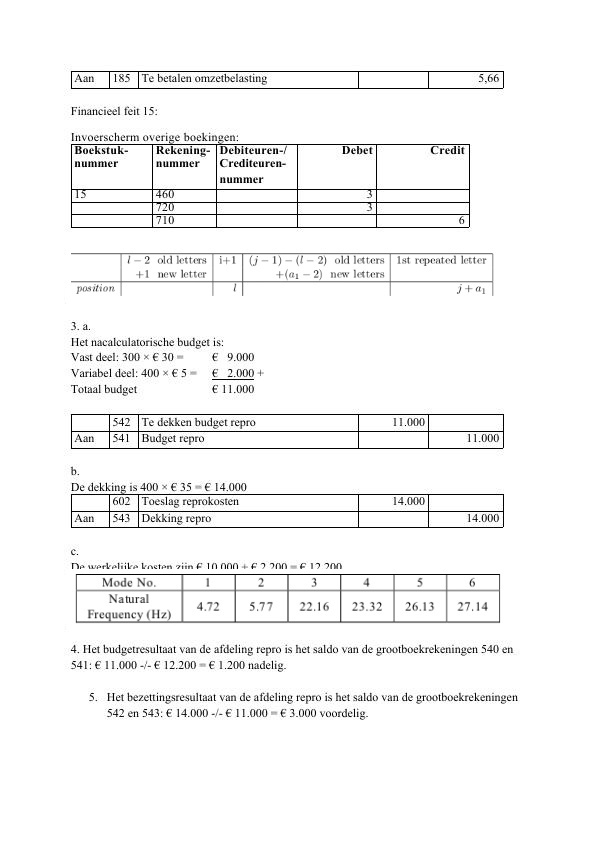 Aan 185 Te betalen omzetbelasting 5,66
Financieel feit 15:
Invoerscherm overige boekingen:
Boekstuk-nummer Rekening-nummer Debiteuren-/Crediteuren-nummer Debet Credit
15 460 3
720 3
710 6
l − 2 old letters i+1 (j − 1) − (l − 2) old letters 1st repeated letter
+1 new letter +(a₁ − 2) new letters
position l j + a₁
3. a.
Het nacalculatorische budget is:
Vast deel: 300 × € 30 = € 9.000
Variabel deel: 400 × € 5 = € 2.000 +
Totaal budget € 11.000
542 Te dekken budget repro 11.000
Aan 541 Budget repro 11.000
b.
De dekking is 400 × € 35 = € 14.000
602 Toeslag reprokosten 14.000
Aan 543 Dekking repro 14.000
c.
De werkelijke kosten zijn € 10.000 + € 2.200 = € 12.200
Mode No. 1 2 3 4 5 6
Natural Frequency (Hz) 4.72 5.77 22.16 23.32 26.13 27.14
4. Het budgetresultaat van de afdeling repro is het saldo van de grootboekrekeningen 540 en
541: € 11.000 -/- € 12.200 = € 1.200 nadelig.
5. Het bezettingsresultaat van de afdeling repro is het saldo van de grootboekrekeningen
542 en 543: € 14.000 -/- € 11.000 = € 3.000 voordelig.